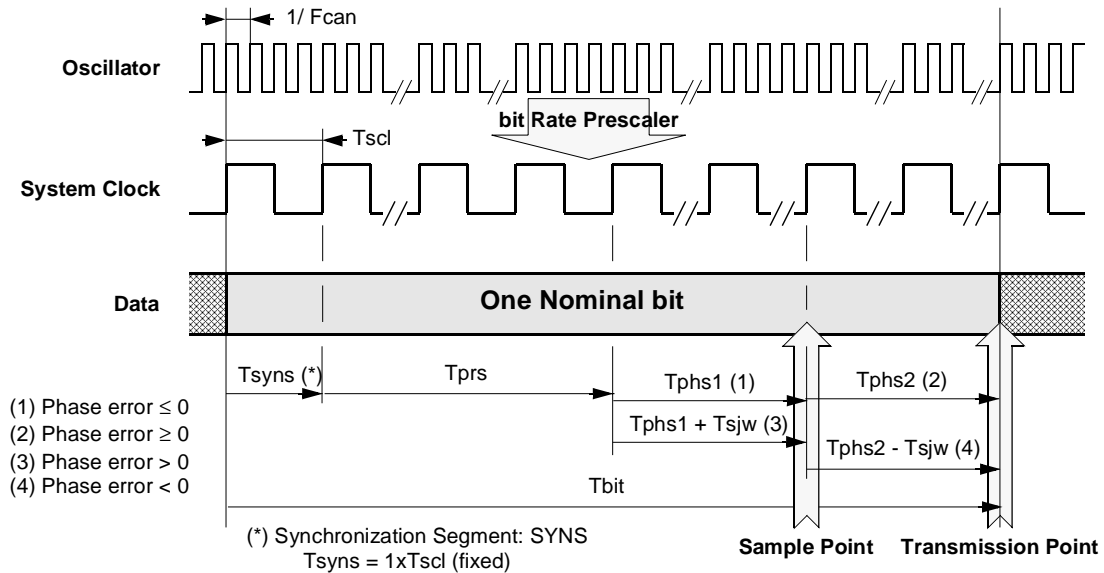 1/ Fcan
Oscillator
bit Rate Prescaler
Tscl
System Clock
Data
One Nominal bit
Tsyns (*)
Tprs
Tphs1 (1)
Tphs2 (2)
(1) Phase error ≤ 0
(2) Phase error ≥ 0
(3) Phase error > 0
(4) Phase error < 0
Tphs1 + Tsjw (3)
Tphs2 - Tsjw (4)
Tbit
(*) Synchronization Segment: SYNS
Tsyns = 1xTscl (fixed)
Sample Point
Transmission Point